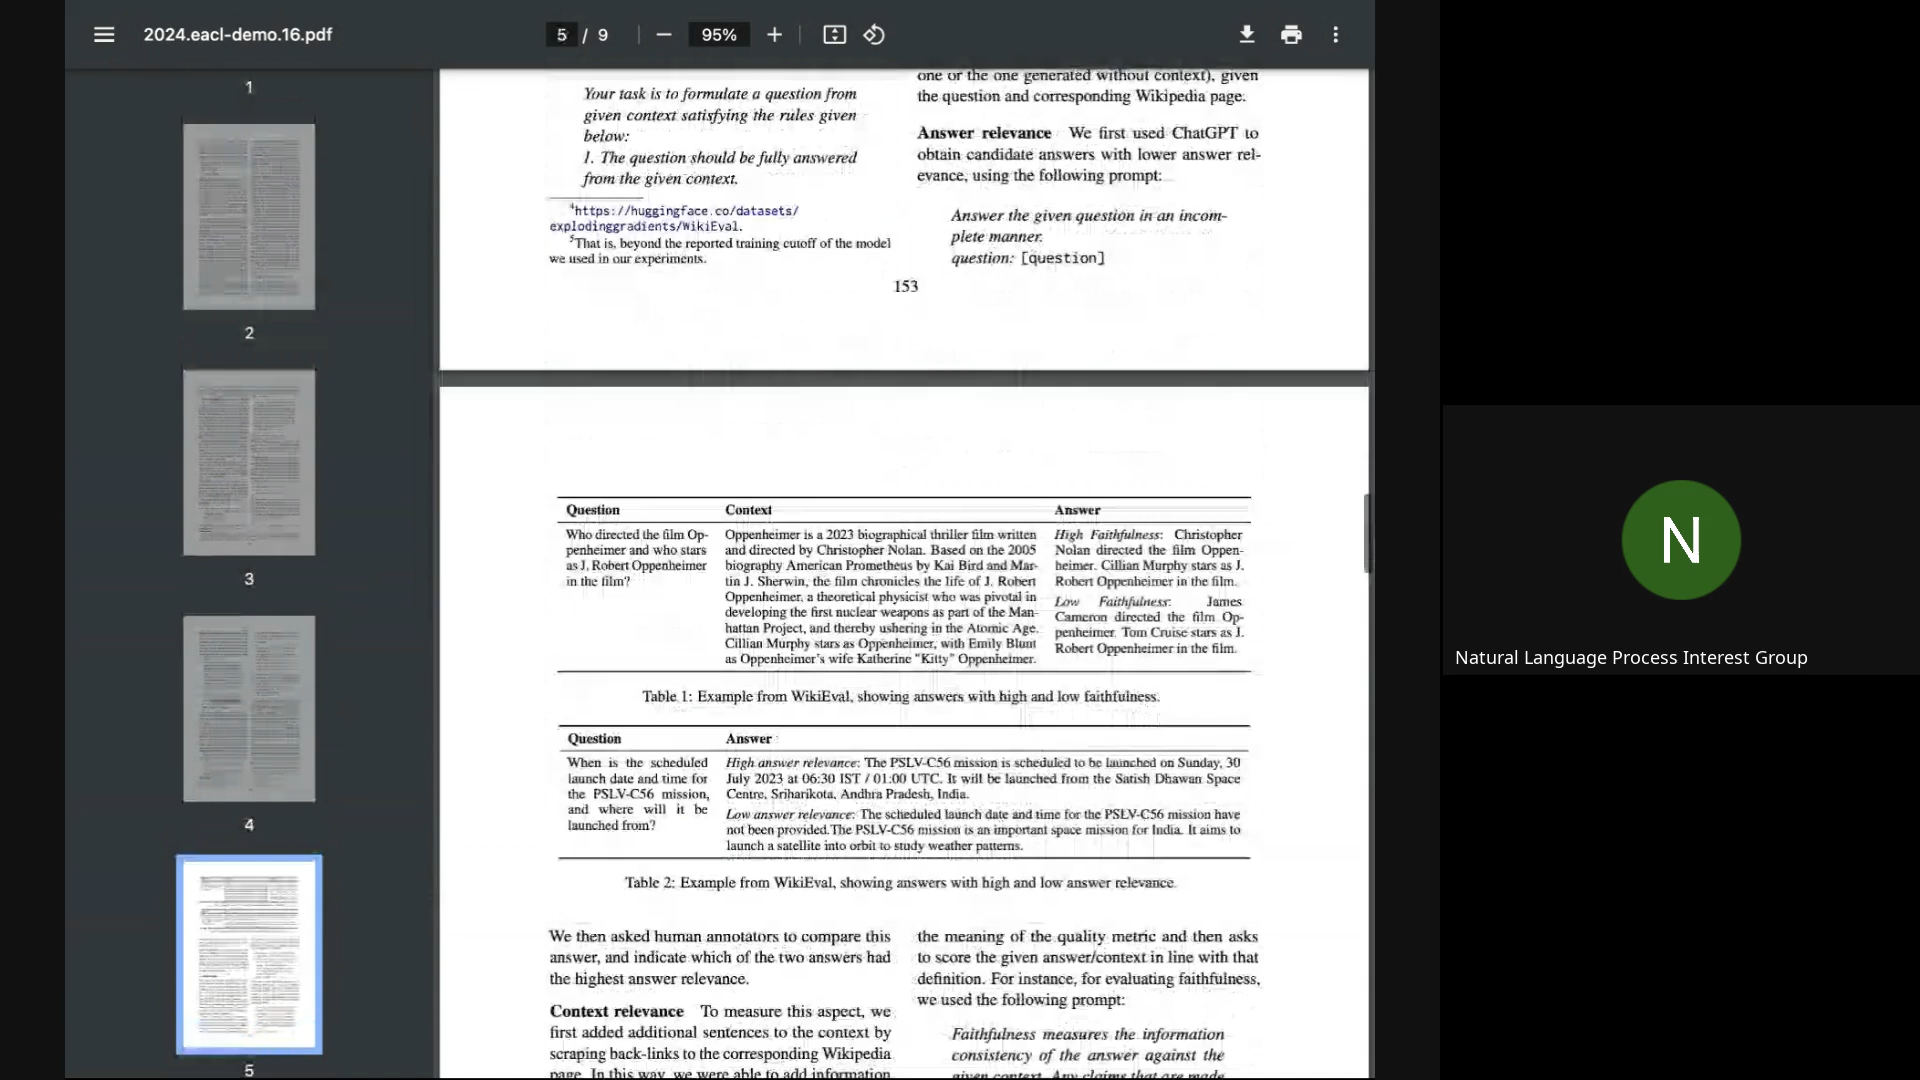 2024.eacl-demo.16.pdf
5 / 9
95%
1
2
3
4
5
Your task is to formulate a question from
given context satisfying the rules given
below:
1. The question should be fully answered
from the given context.
4https://huggingface.co/datasets/
explodinggradients/WikiEval.
5That is, beyond the reported training cutoff of the model
we used in our experiments.
one or the one generated without context), given
the question and corresponding Wikipedia page.
Answer relevance We first used ChatGPT to
obtain candidate answers with lower answer rel-
evance, using the following prompt:
Answer the given question in an incom-
plete manner.
question: [question]
153
Question Context Answer
Who directed the film Op-
penheimer and who stars
as J. Robert Oppenheimer
in the film?
Oppenheimer is a 2023 biographical thriller film written
and directed by Christopher Nolan. Based on the 2005
biography American Prometheus by Kai Bird and Mar-
tin J. Sherwin, the film chronicles the life of J. Robert
Oppenheimer, a theoretical physicist who was pivotal in
developing the first nuclear weapons as part of the Man-
hattan Project, and thereby ushering in the Atomic Age.
Cillian Murphy stars as Oppenheimer, with Emily Blunt
as Oppenheimer's wife Katherine "Kitty" Oppenheimer.
High Faithfulness: Christopher
Nolan directed the film Oppen-
heimer. Cillian Murphy stars as J.
Robert Oppenheimer in the film.
Low Faithfulness: James
Cameron directed the film Op-
penheimer. Tom Cruise stars as J.
Robert Oppenheimer in the film.
Table 1: Example from WikiEval, showing answers with high and low faithfulness.
Question Answer
When is the scheduled
launch date and time for
the PSLV-C56 mission,
and where will it be
launched from?
High answer relevance: The PSLV-C56 mission is scheduled to be launched on Sunday, 30
July 2023 at 06:30 IST / 01:00 UTC. It will be launched from the Satish Dhawan Space
Centre, Sriharikota, Andhra Pradesh, India.
Low answer relevance: The scheduled launch date and time for the PSLV-C56 mission have
not been provided.The PSLV-C56 mission is an important space mission for India. It aims to
launch a satellite into orbit to study weather patterns.
Table 2: Example from WikiEval, showing answers with high and low answer relevance.
We then asked human annotators to compare this
answer, and indicate which of the two answers had
the highest answer relevance.
Context relevance To measure this aspect, we
first added additional sentences to the context by
scraping back-links to the corresponding Wikipedia
page. In this way, we were able to add information
the meaning of the quality metric and then asks
to score the given answer/context in line with that
definition. For instance, for evaluating faithfulness,
we used the following prompt:
Faithfulness measures the information
consistency of the answer against the
given context. Any claims that are made
N
Natural Language Process Interest Group